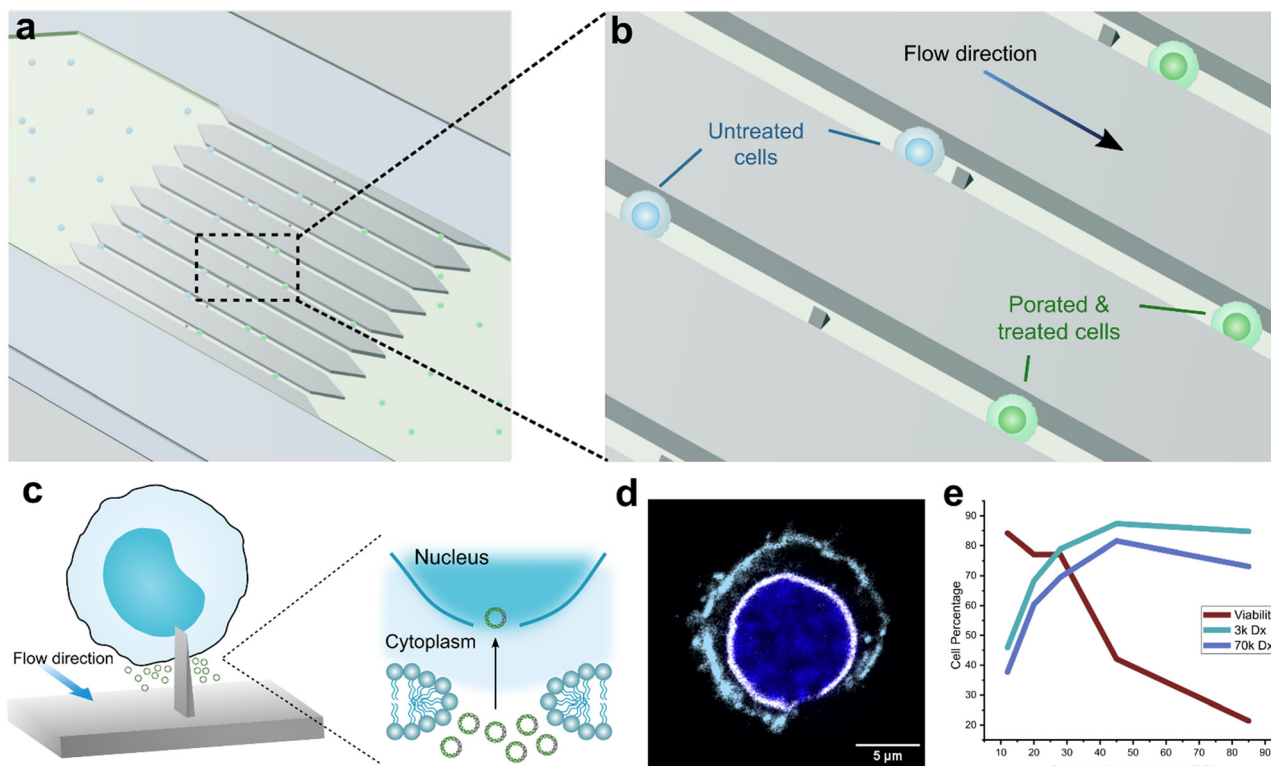 a
b
Flow direction
Untreated
cells
Porated &
treated cells
c
Nucleus
Cytoplasm
Flow direction
d
5 μm
e
Cell Percentage
90
80
70
60
50
40
30
20
Viability
3k Dx
70k Dx
10 20 30 40 50 60 70 80 90